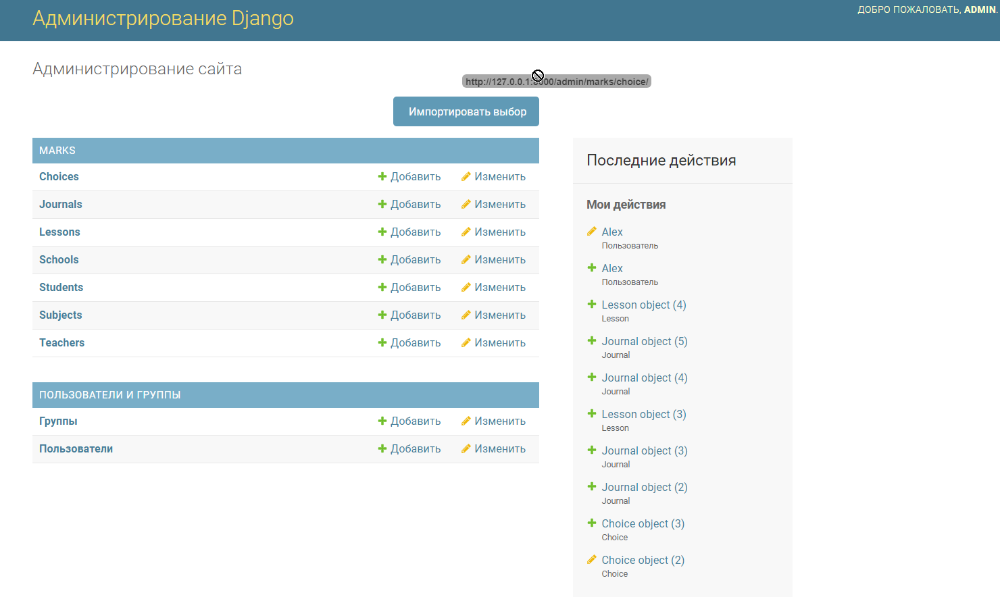 Администрирование Django
ДОБРО ПОЖАЛОВАТЬ, ADMIN.
Администрирование сайта
http://127.0.0.1:8000/admin/marks/choice/
Импортировать выбор
MARKS
Choices Добавить Изменить
Journals Добавить Изменить
Lessons Добавить Изменить
Schools Добавить Изменить
Students Добавить Изменить
Subjects Добавить Изменить
Teachers Добавить Изменить
ПОЛЬЗОВАТЕЛИ И ГРУППЫ
Группы Добавить Изменить
Пользователи Добавить Изменить
Последние действия
Мои действия
Alex
Пользователь
Alex
Пользователь
Lesson object (4)
Lesson
Journal object (5)
Journal
Journal object (4)
Journal
Lesson object (3)
Lesson
Journal object (3)
Journal
Journal object (2)
Journal
Choice object (3)
Choice
Choice object (2)
Choice